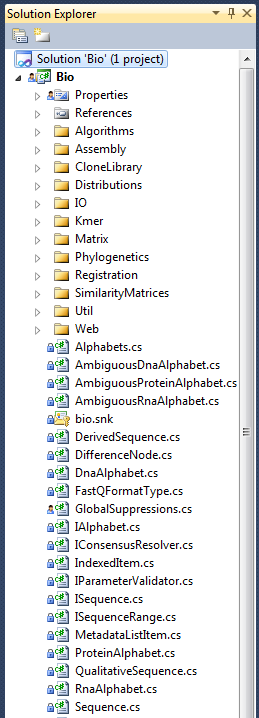 Solution Explorer
Solution 'Bio' (1 project)
Bio
Properties
References
Algorithms
Assembly
CloneLibrary
Distributions
IO
Kmer
Matrix
Phylogenetics
Registration
SimilarityMatrices
Util
Web
Alphabets.cs
AmbiguousDnaAlphabet.cs
AmbiguousProteinAlphabet.cs
AmbiguousRnaAlphabet.cs
bio.snk
DerivedSequence.cs
DifferenceNode.cs
DnaAlphabet.cs
FastQFormatType.cs
GlobalSuppressions.cs
IAlphabet.cs
IConsensusResolver.cs
IndexedItem.cs
IParameterValidator.cs
ISequence.cs
ISequenceRange.cs
MetadataListItem.cs
ProteinAlphabet.cs
QualitativeSequence.cs
RnaAlphabet.cs
Sequence.cs